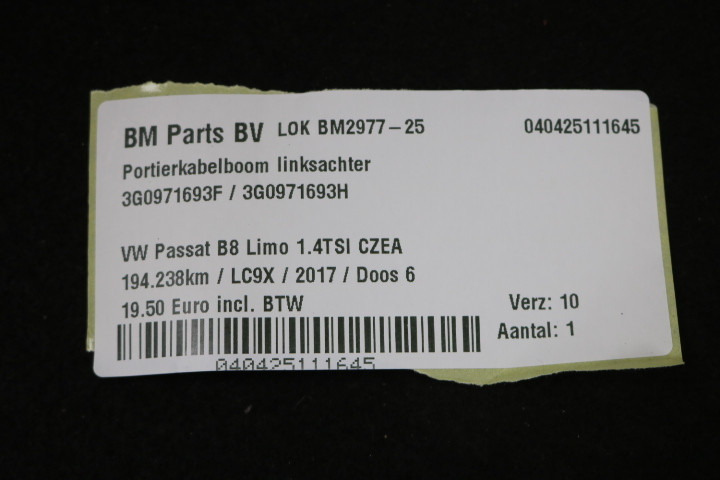 BM Parts BV LOK BM2977-25 040425111645
Portierkabelboom linksachter
3G0971693F / 3G0971693H
VW Passat B8 Limo 1.4TSI CZEA
194.238km / LC9X / 2017 / Doos 6
19.50 Euro incl. BTW Verz: 10
Aantal: 1
040425111645